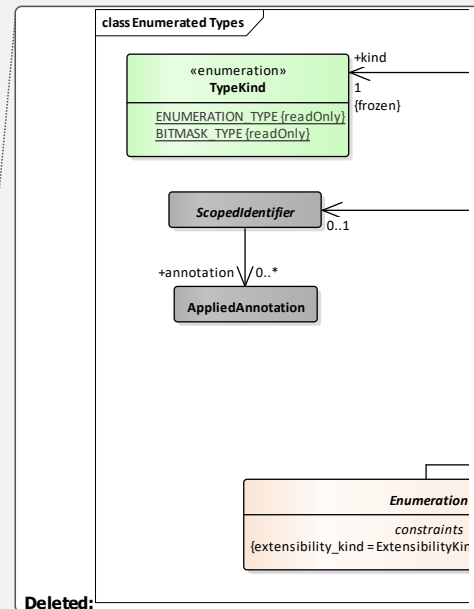 class Enumerated Types
«enumeration»
TypeKind
ENUMERATION_TYPE {readOnly}
BITMASK_TYPE {readOnly}
+kind
1
{frozen}
ScopedIdentifier
0..1
+annotation
0..*
AppliedAnnotation
Enumeration
constraints
{extensibility_kind = ExtensibilityKin
Deleted: